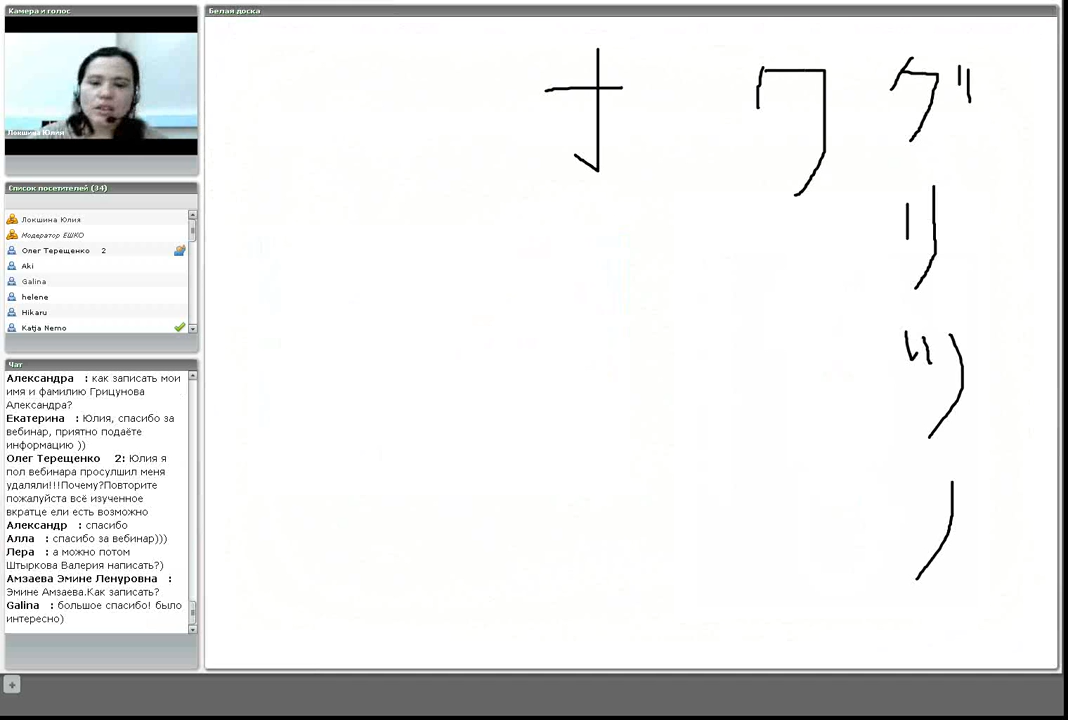 Камера и голос
Локшина Юлия
Список посетителей (34)
Локшина Юлия
Модератор ЕШКО
Олег Терещенко 2
Aki
Galina
helene
Hikaru
Katja Nemo
Чат
Александра : как записать мои
имя и фамилию Грицунова
Александра?
Екатерина : Юлия, спасибо за
вебинар, приятно подаёте
информацию ))
Олег Терещенко 2: Юлия я
пол вебинара просулшил меня
удаляли!!!Почему?Повторите
пожалуйста всё изученное
вкратце ели есть возможно
Александр : спасибо
Алла : спасибо за вебинар)))
Лера : а можно потом
Штыркова Валерия написать?)
Амзаева Эмине Ленуровна :
Эмине Амзаева.Как записать?
Galina : большое спасибо! было
интересно)
Белая доска
グリツノ
ワ